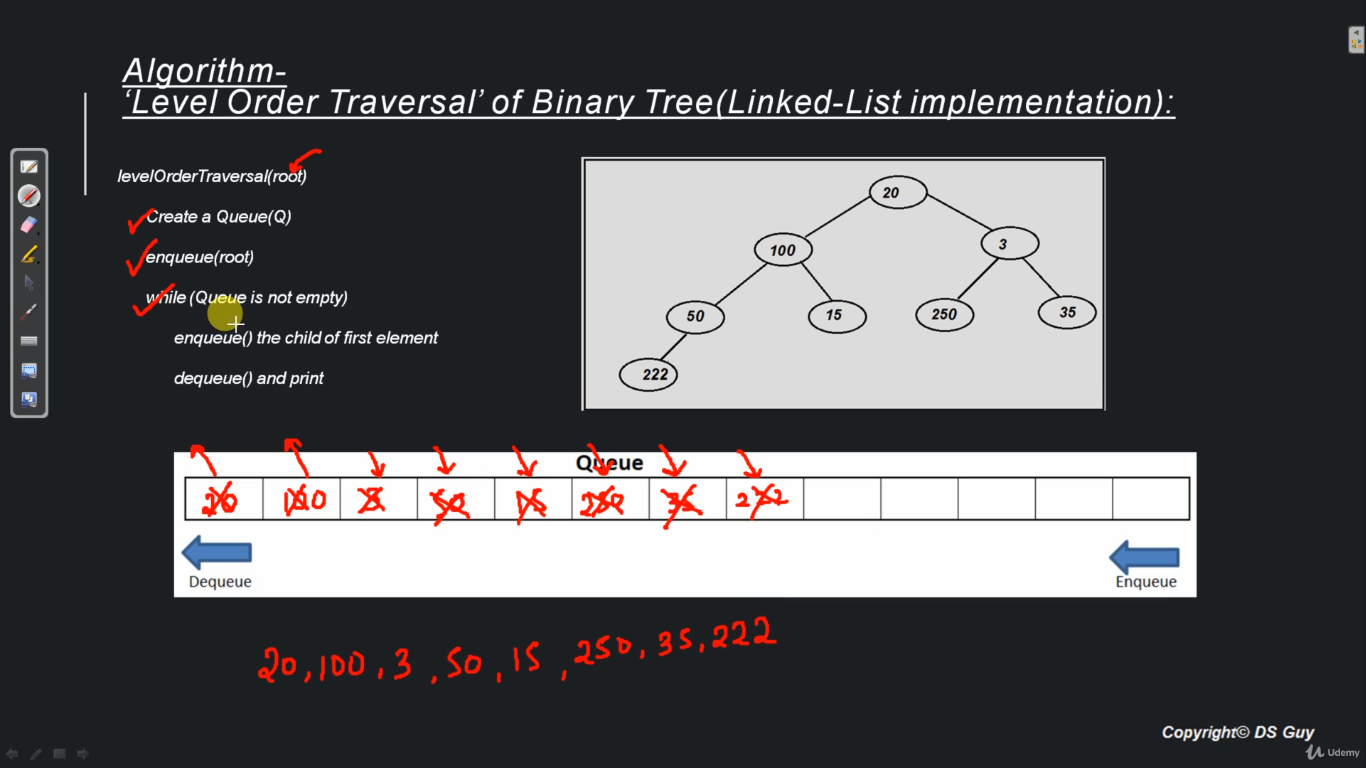 Algorithm-
‘Level Order Traversal’ of Binary Tree(Linked-List implementation):
levelOrderTraversal(root)
Create a Queue(Q)
enqueue(root)
while (Queue is not empty)
enqueue() the child of first element
dequeue() and print
20
100
3
50
15
250
35
222
Queue
20 100 3 50 15 250 35 222
Dequeue
Enqueue
20, 100, 3, 50, 15, 250, 35, 222
Copyright© DS Guy
Udemy